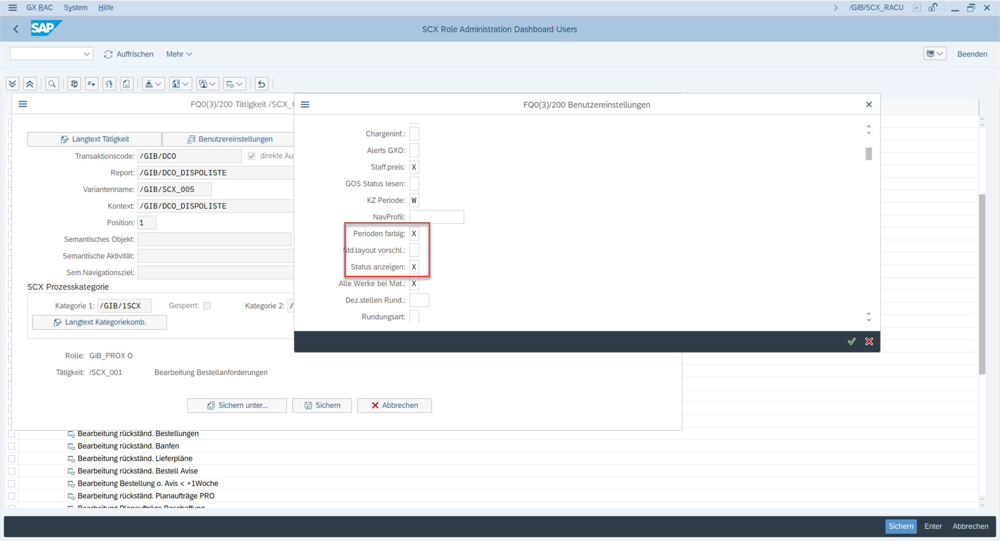 GX RAC System Hilfe /GIB/SCX_RACU
SAP SCX Role Administration Dashboard Users
Auffrischen Mehr Beenden
FQ0(3)/200 Tätigkeit /SCX_
FQ0(3)/200 Benutzereinstellungen
Langtext Tätigkeit Benutzereinstellungen
Transaktionscode: /GIB/DCO direkte Aus
Report: /GIB/DCO_DISPOLISTE
Variantenname: /GIB/SCX_005
Kontext: /GIB/DCO_DISPOLISTE
Position: 1
Semantisches Objekt:
Semantische Aktivität:
Sem.Navigationsziel:
SCX Prozesskategorie
Kategorie 1: /GIB/1SCX Gesperrt: Kategorie 2: /
Langtext Kategoriekomb.
Chargeninf.:
Alerts GXO:
Staff.preis: X
GOS Status lesen:
KZ Periode: W
NavProfil:
Perioden farbig: X
Std.layout vorschl.:
Status anzeigen: X
Alle Werke bei Mat.: X
Dez.stellen Rund.:
Rundungsart:
Rolle: GIB_PROX O
Tätigkeit: /SCX_001 Bearbeitung Bestellanforderungen
Sichern unter... Sichern Abbrechen
Bearbeitung rückständ. Bestellungen
Bearbeitung rückständ. Banfen
Bearbeitung rückständ. Lieferpläne
Bearbeitung rückständ. Bestell Avise
Bearbeitung Bestellung o. Avis < +1Woche
Bearbeitung rückständ. Planaufträge PRO
Bearbeitung Planaufträge Beschaffung
Sichern Enter Abbrechen